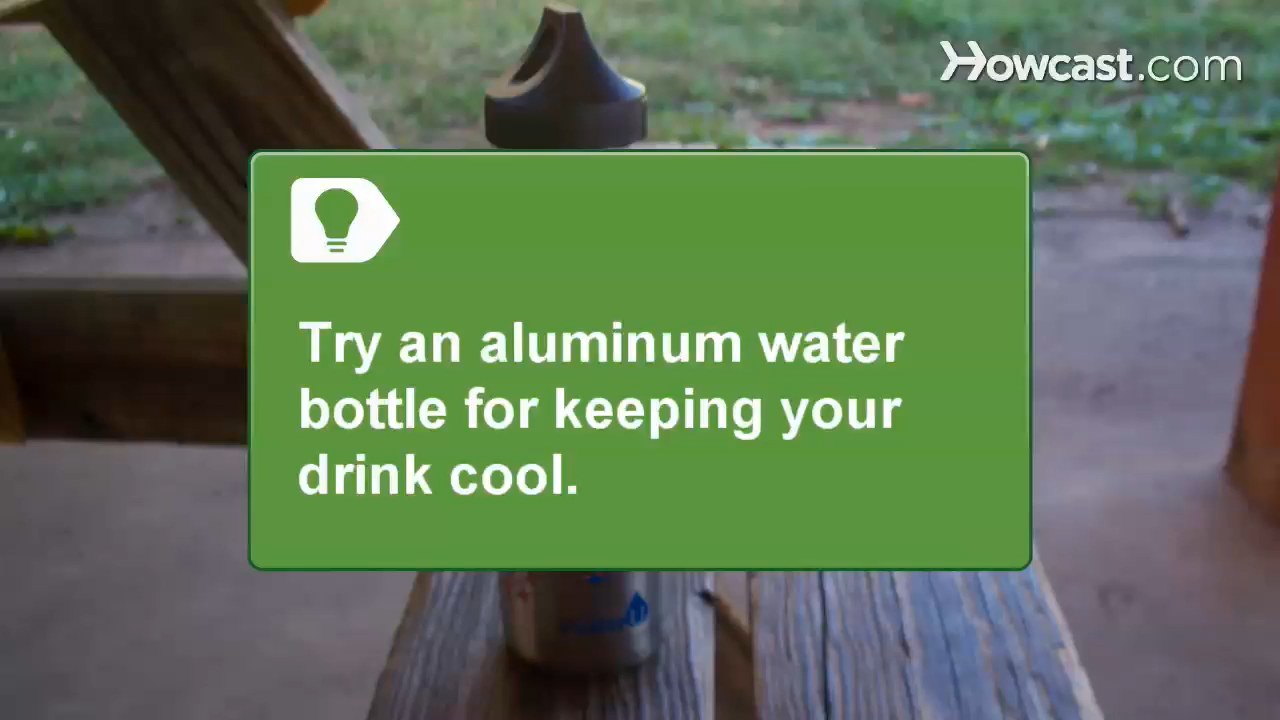 Howcast.com
Try an aluminum water
bottle for keeping your
drink cool.